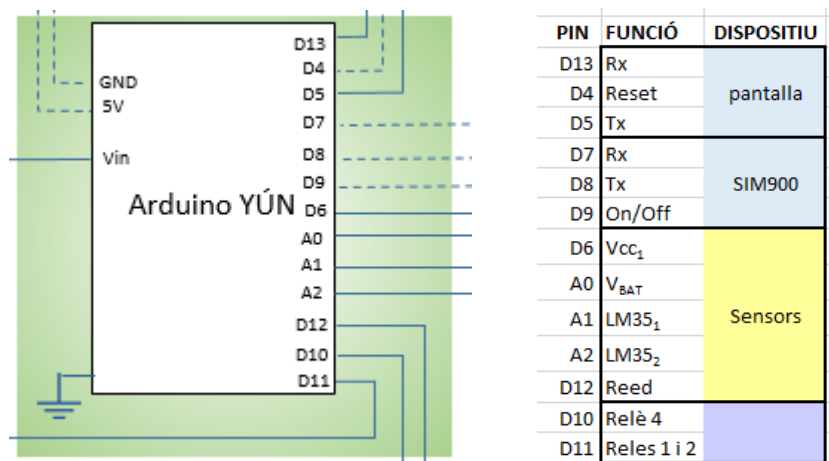 D13
D4
GND
D5
5V
D7
Vin
D8
D9
Arduino YÚN
D6
A0
A1
A2
D12
D10
D11
PIN FUNCIÓ DISPOSITIU
D13 Rx
D4 Reset pantalla
D5 Tx
D7 Rx
D8 Tx SIM900
D9 On/Off
D6 Vcc₁
A0 V_BAT
A1 LM35₁ Sensors
A2 LM35₂
D12 Reed
D10 Relè 4
D11 Reles 1 i 2